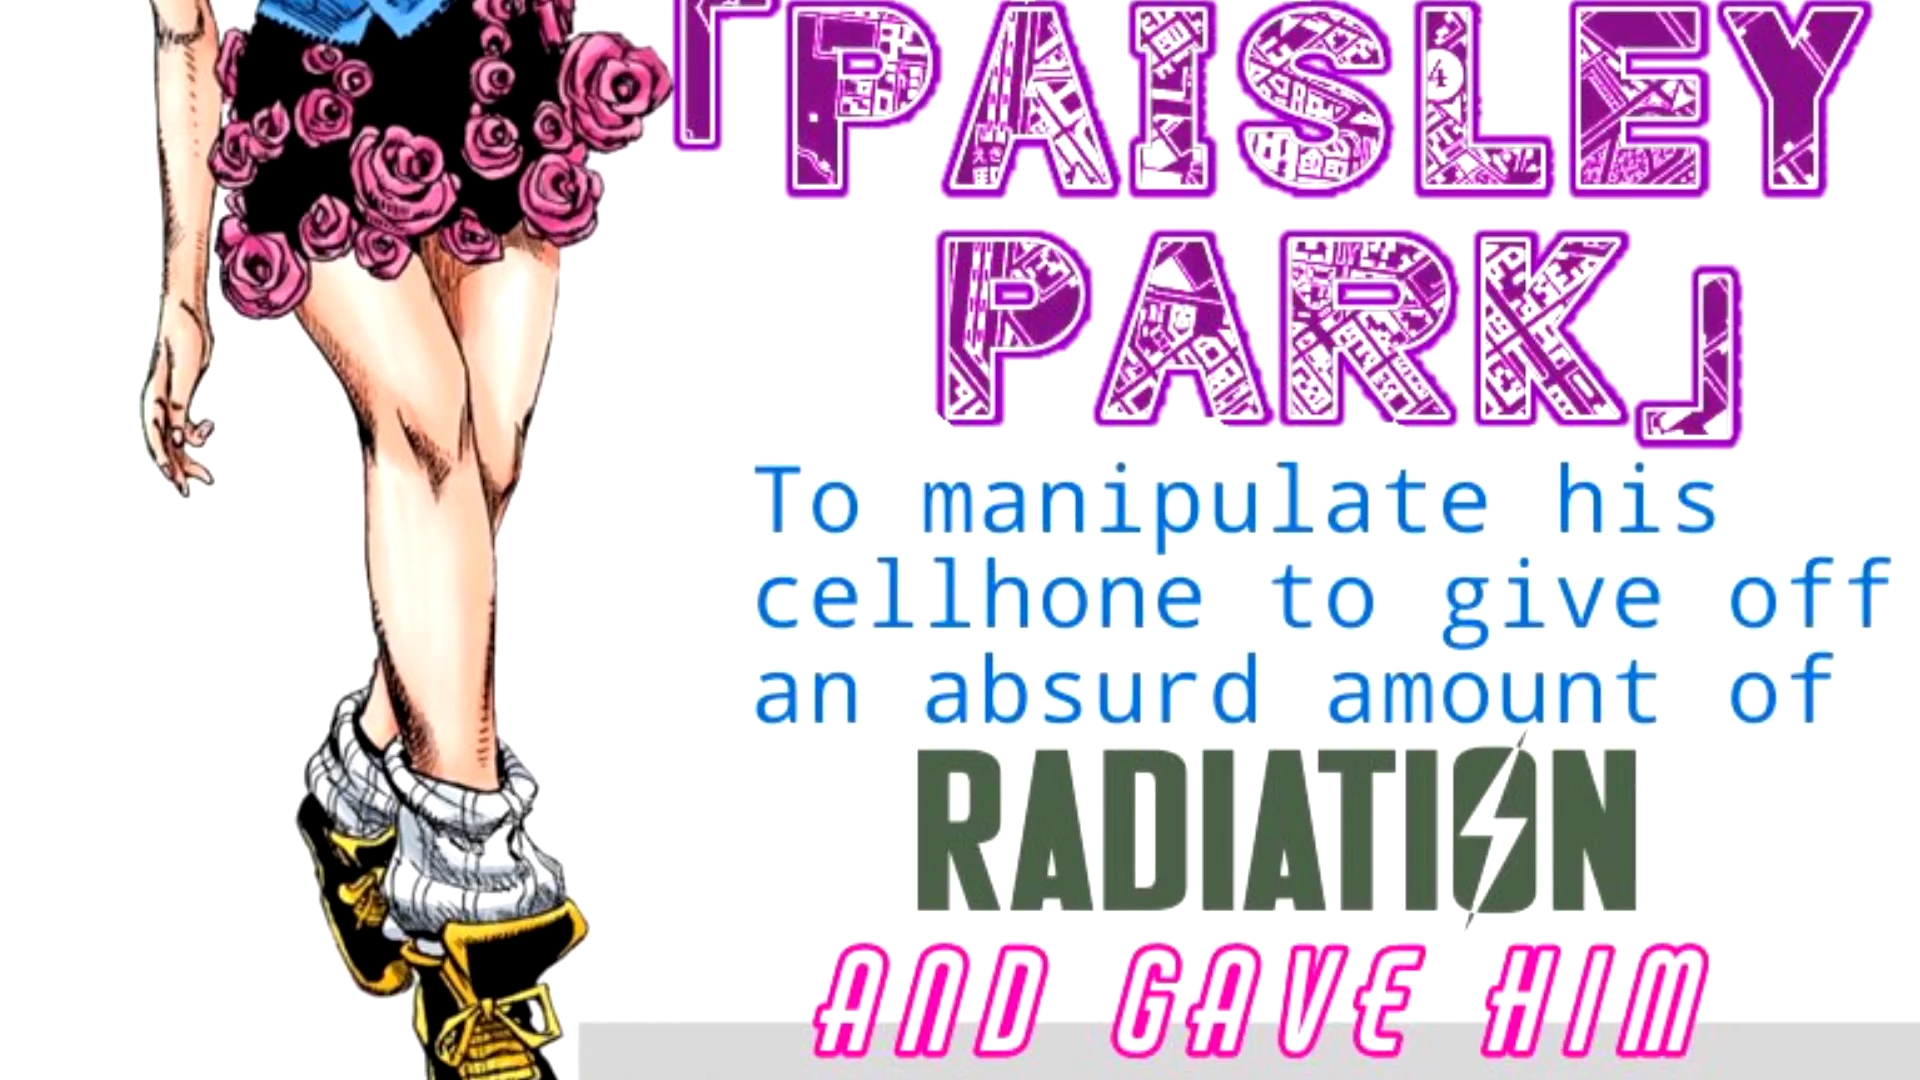 「PAISLEY
PARK」
To manipulate his
cellhone to give off
an absurd amount of
RADIATION
AND GAVE HIM